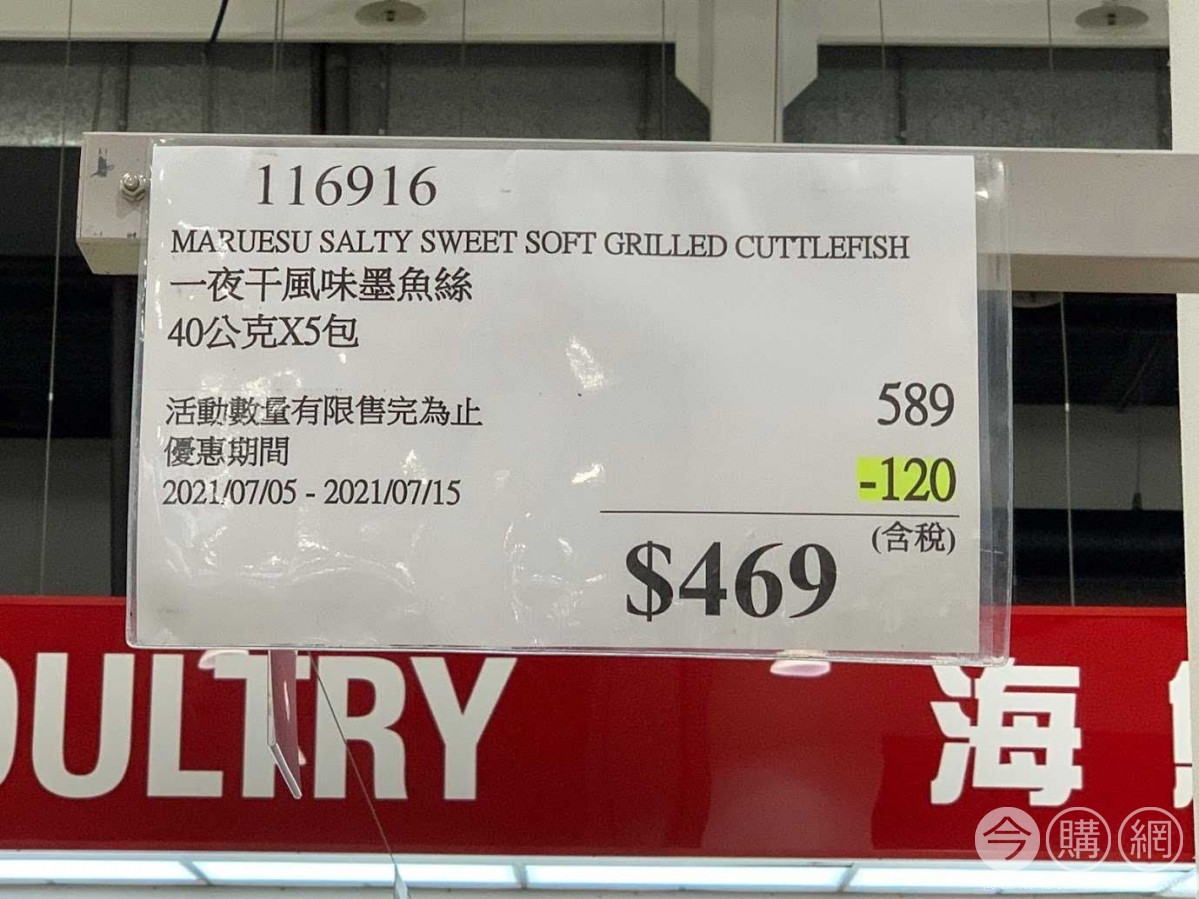 116916
MARUESU SALTY SWEET SOFT GRILLED CUTTLEFISH
一夜干風味墨魚絲
40公克X5包
活動數量有限售完為止
優惠期間
2021/07/05 - 2021/07/15
589
-120
(含稅)
$469
OULTRY
海
今購網